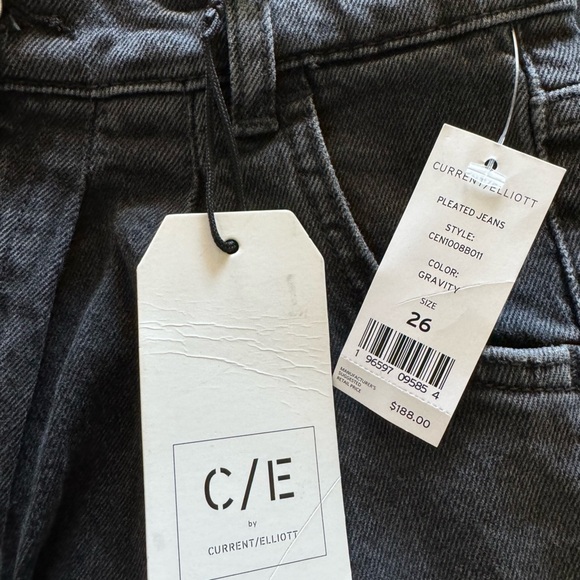 C/E
by
CURRENT/ELLIOTT
CURRENT/ELLIOTT
PLEATED JEANS
STYLE:
CEN1008B011
COLOR:
GRAVITY
SIZE
26
1 96597 09585 4
MANUFACTURER'S
SUGGESTED
RETAIL PRICE
$188.00